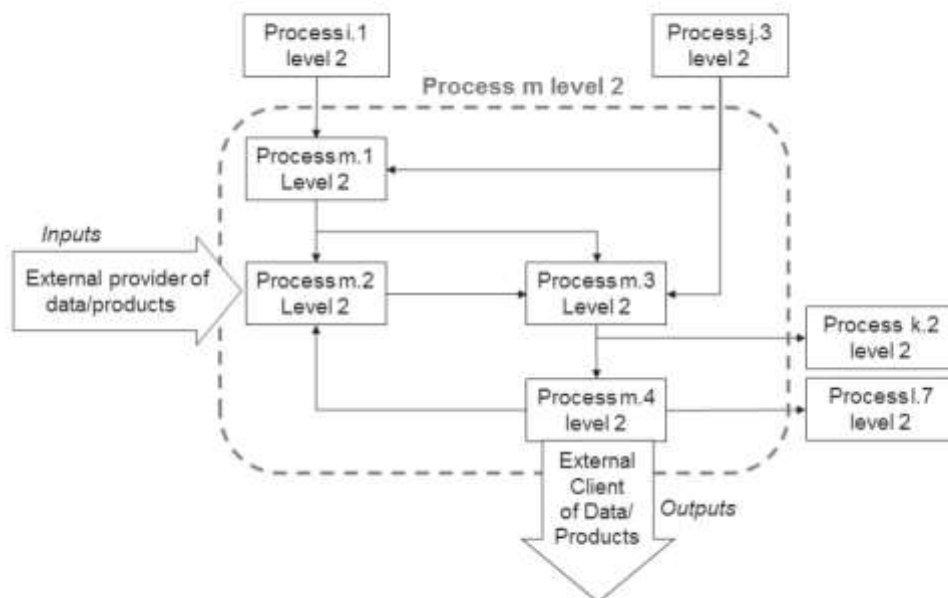 Process i.1
level 2
Process j.3
level 2
Process m level 2
Process m.1
Level 2
Inputs
External provider of
data/products
Process m.2
Level 2
Process m.3
Level 2
Process k.2
level 2
Process m.4
level 2
Process l.7
level 2
External
Client
of Data/
Products
Outputs